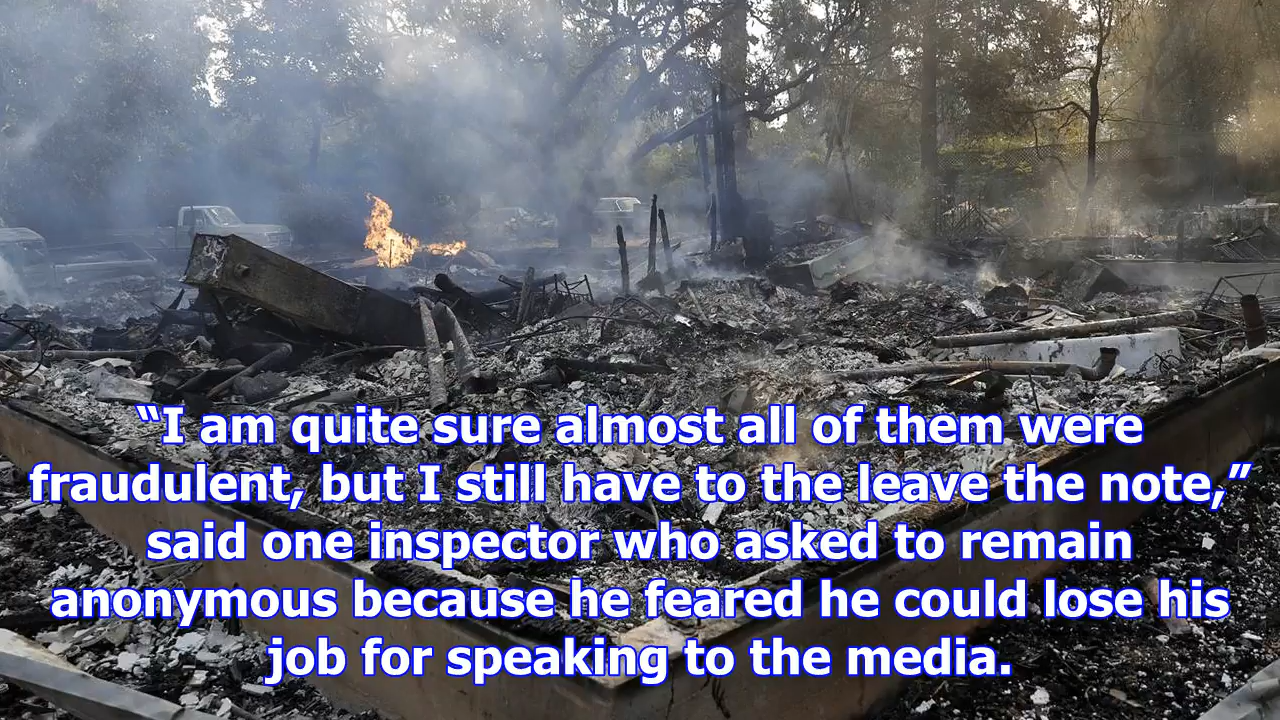 “I am quite sure almost all of them were
fraudulent, but I still have to the leave the note,”
said one inspector who asked to remain
anonymous because he feared he could lose his
job for speaking to the media.